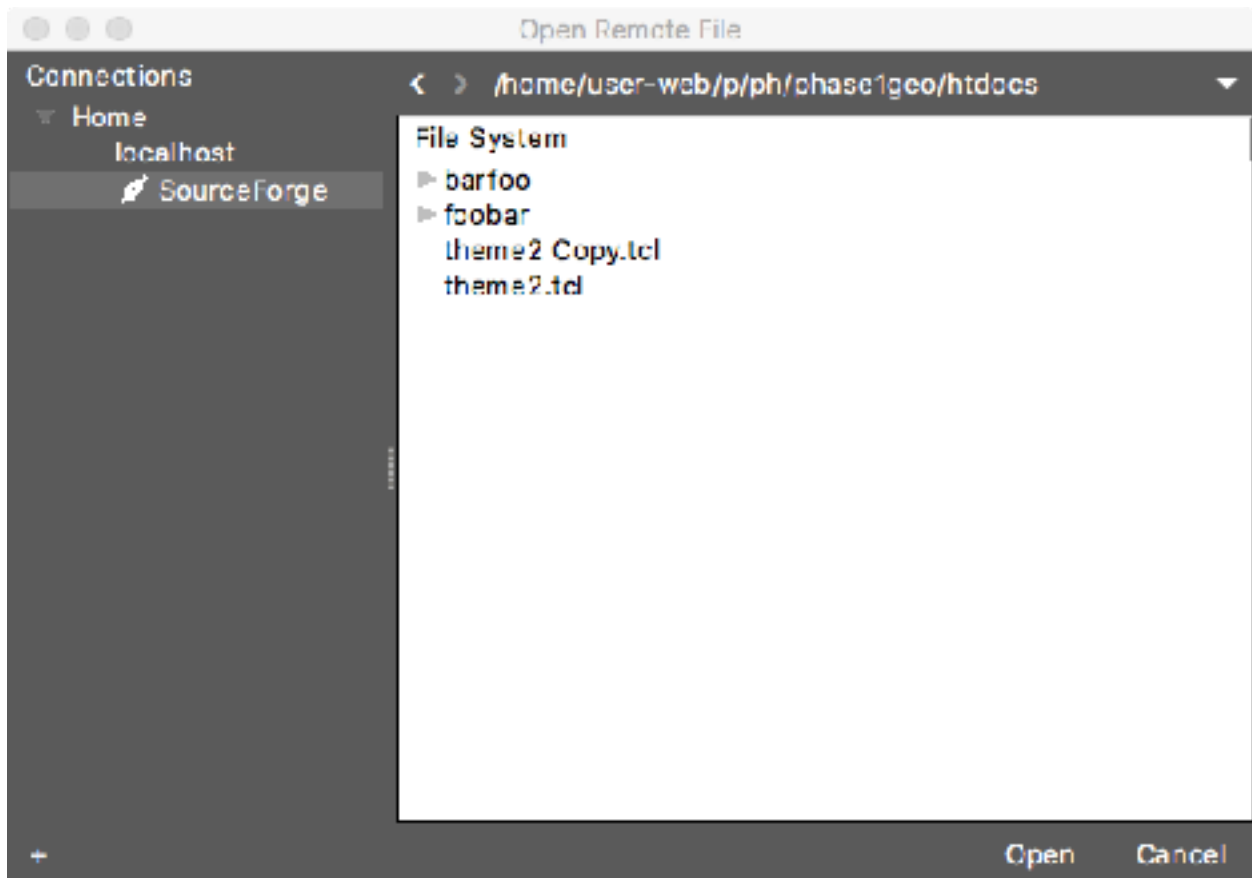 Open Remote File
Connections
Home
localhost
SourceForge
/home/user-web/p/ph/phase1geo/htdocs
File System
barfoo
foobar
theme2 Copy.tcl
theme2.tcl
+
Open
Cancel